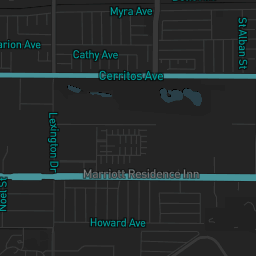 Myra Ave
St Alban St
arion Ave
Cathy Ave
Cerritos Ave
Lexington Dr
Marriott Residence Inn
Noel St
Howard Ave